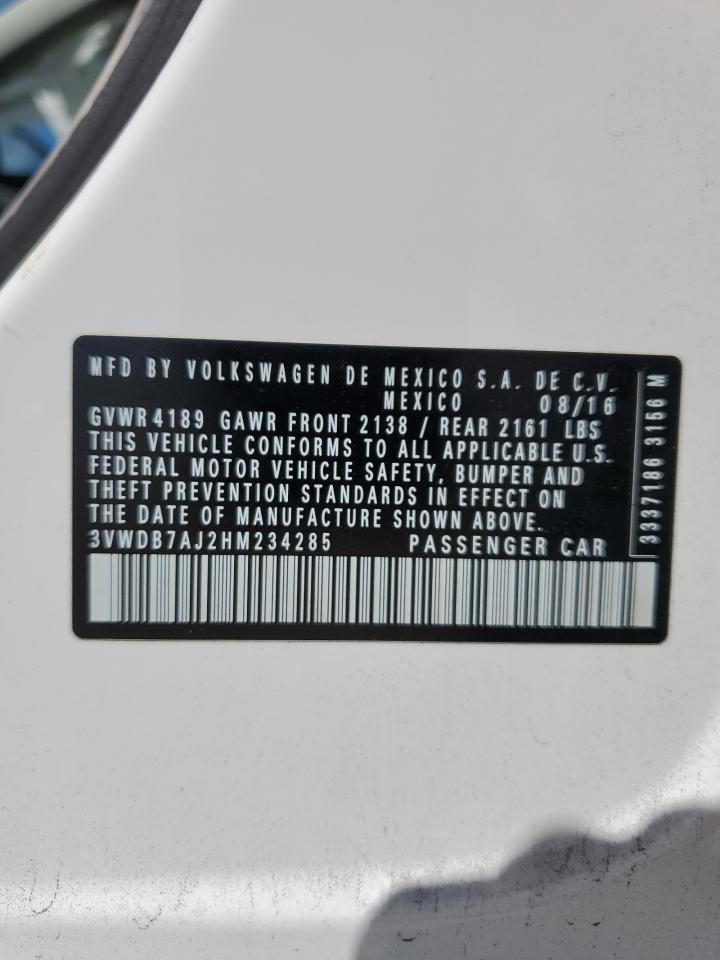 MFD BY VOLKSWAGEN DE MEXICO S.A. DE C.V.
MEXICO 08/16
GVWR 4189 GAWR FRONT 2138 / REAR 2161 LBS
THIS VEHICLE CONFORMS TO ALL APPLICABLE U.S.
FEDERAL MOTOR VEHICLE SAFETY, BUMPER AND
THEFT PREVENTION STANDARDS IN EFFECT ON
THE DATE OF MANUFACTURE SHOWN ABOVE.
3VWDB7AJ2HM234285 PASSENGER CAR
3337186 3156 M